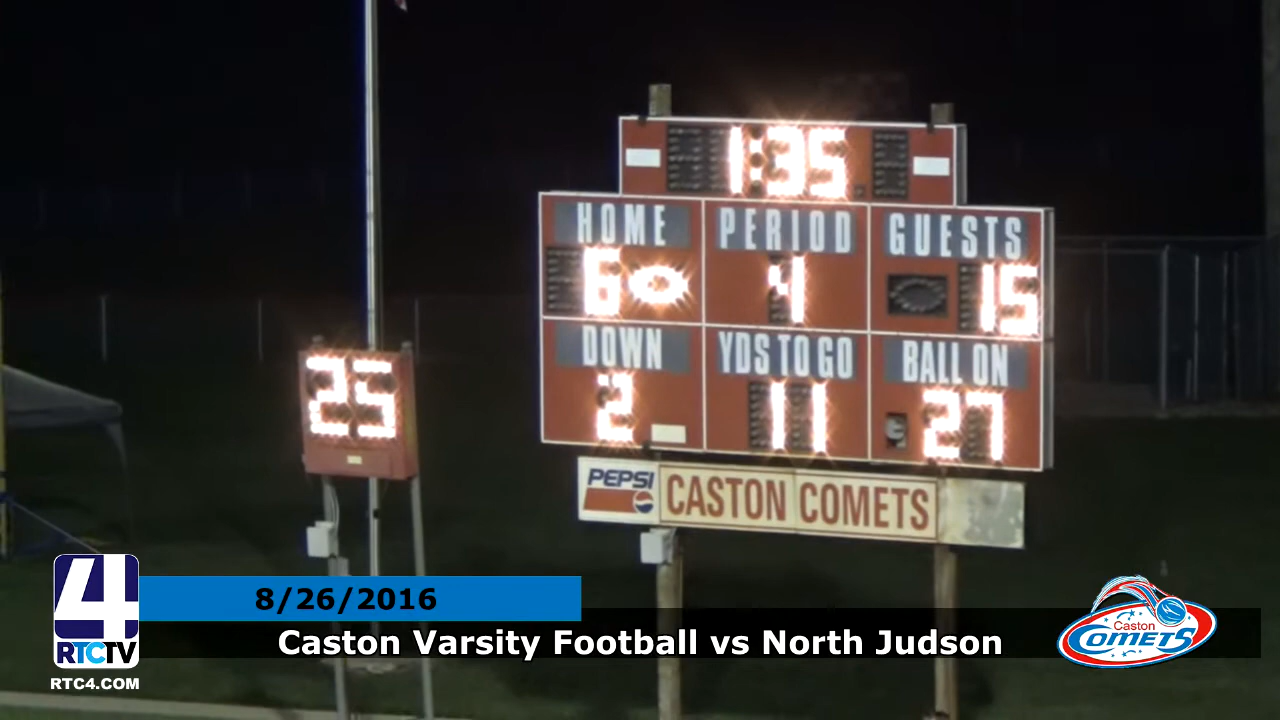 1:35
HOME PERIOD GUESTS
6 4 15
DOWN YDS TO GO BALL ON
2 11 27
25
PEPSI CASTON COMETS
4
RTCTV
RTC4.COM
8/26/2016
Caston Varsity Football vs North Judson
Caston
COMETS